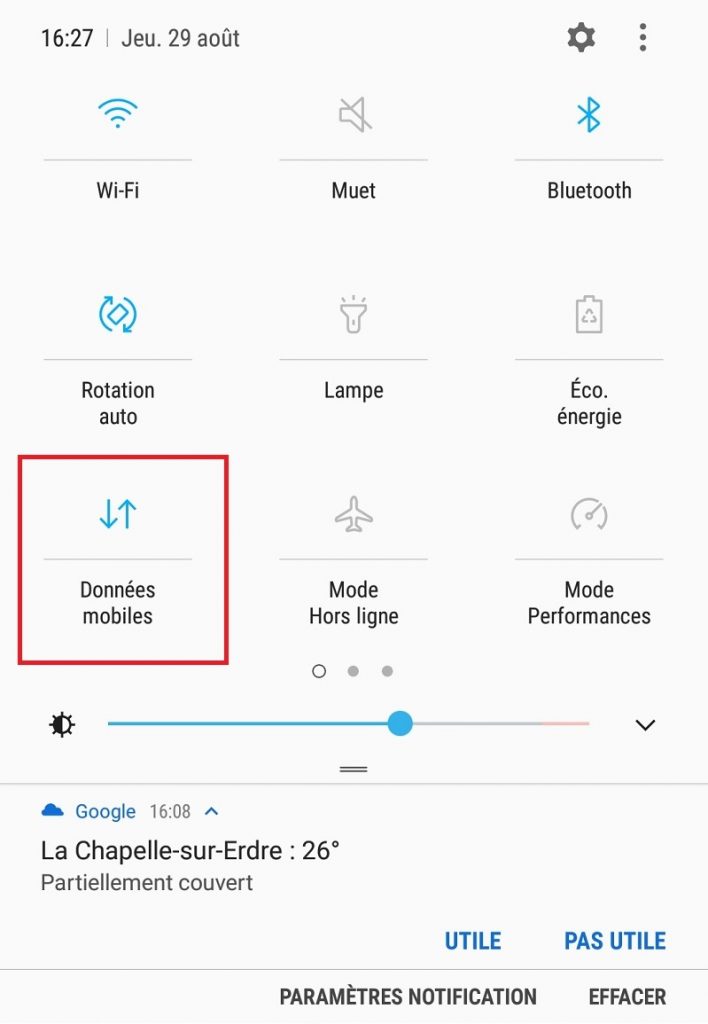 16:27 | Jeu. 29 août
Wi-Fi Muet Bluetooth
Rotation auto
Lampe
Éco. énergie
Données mobiles
Mode Hors ligne
Mode Performances
Google 16:08
La Chapelle-sur-Erdre : 26°
Partiellement couvert
UTILE PAS UTILE
PARAMÈTRES NOTIFICATION EFFACER